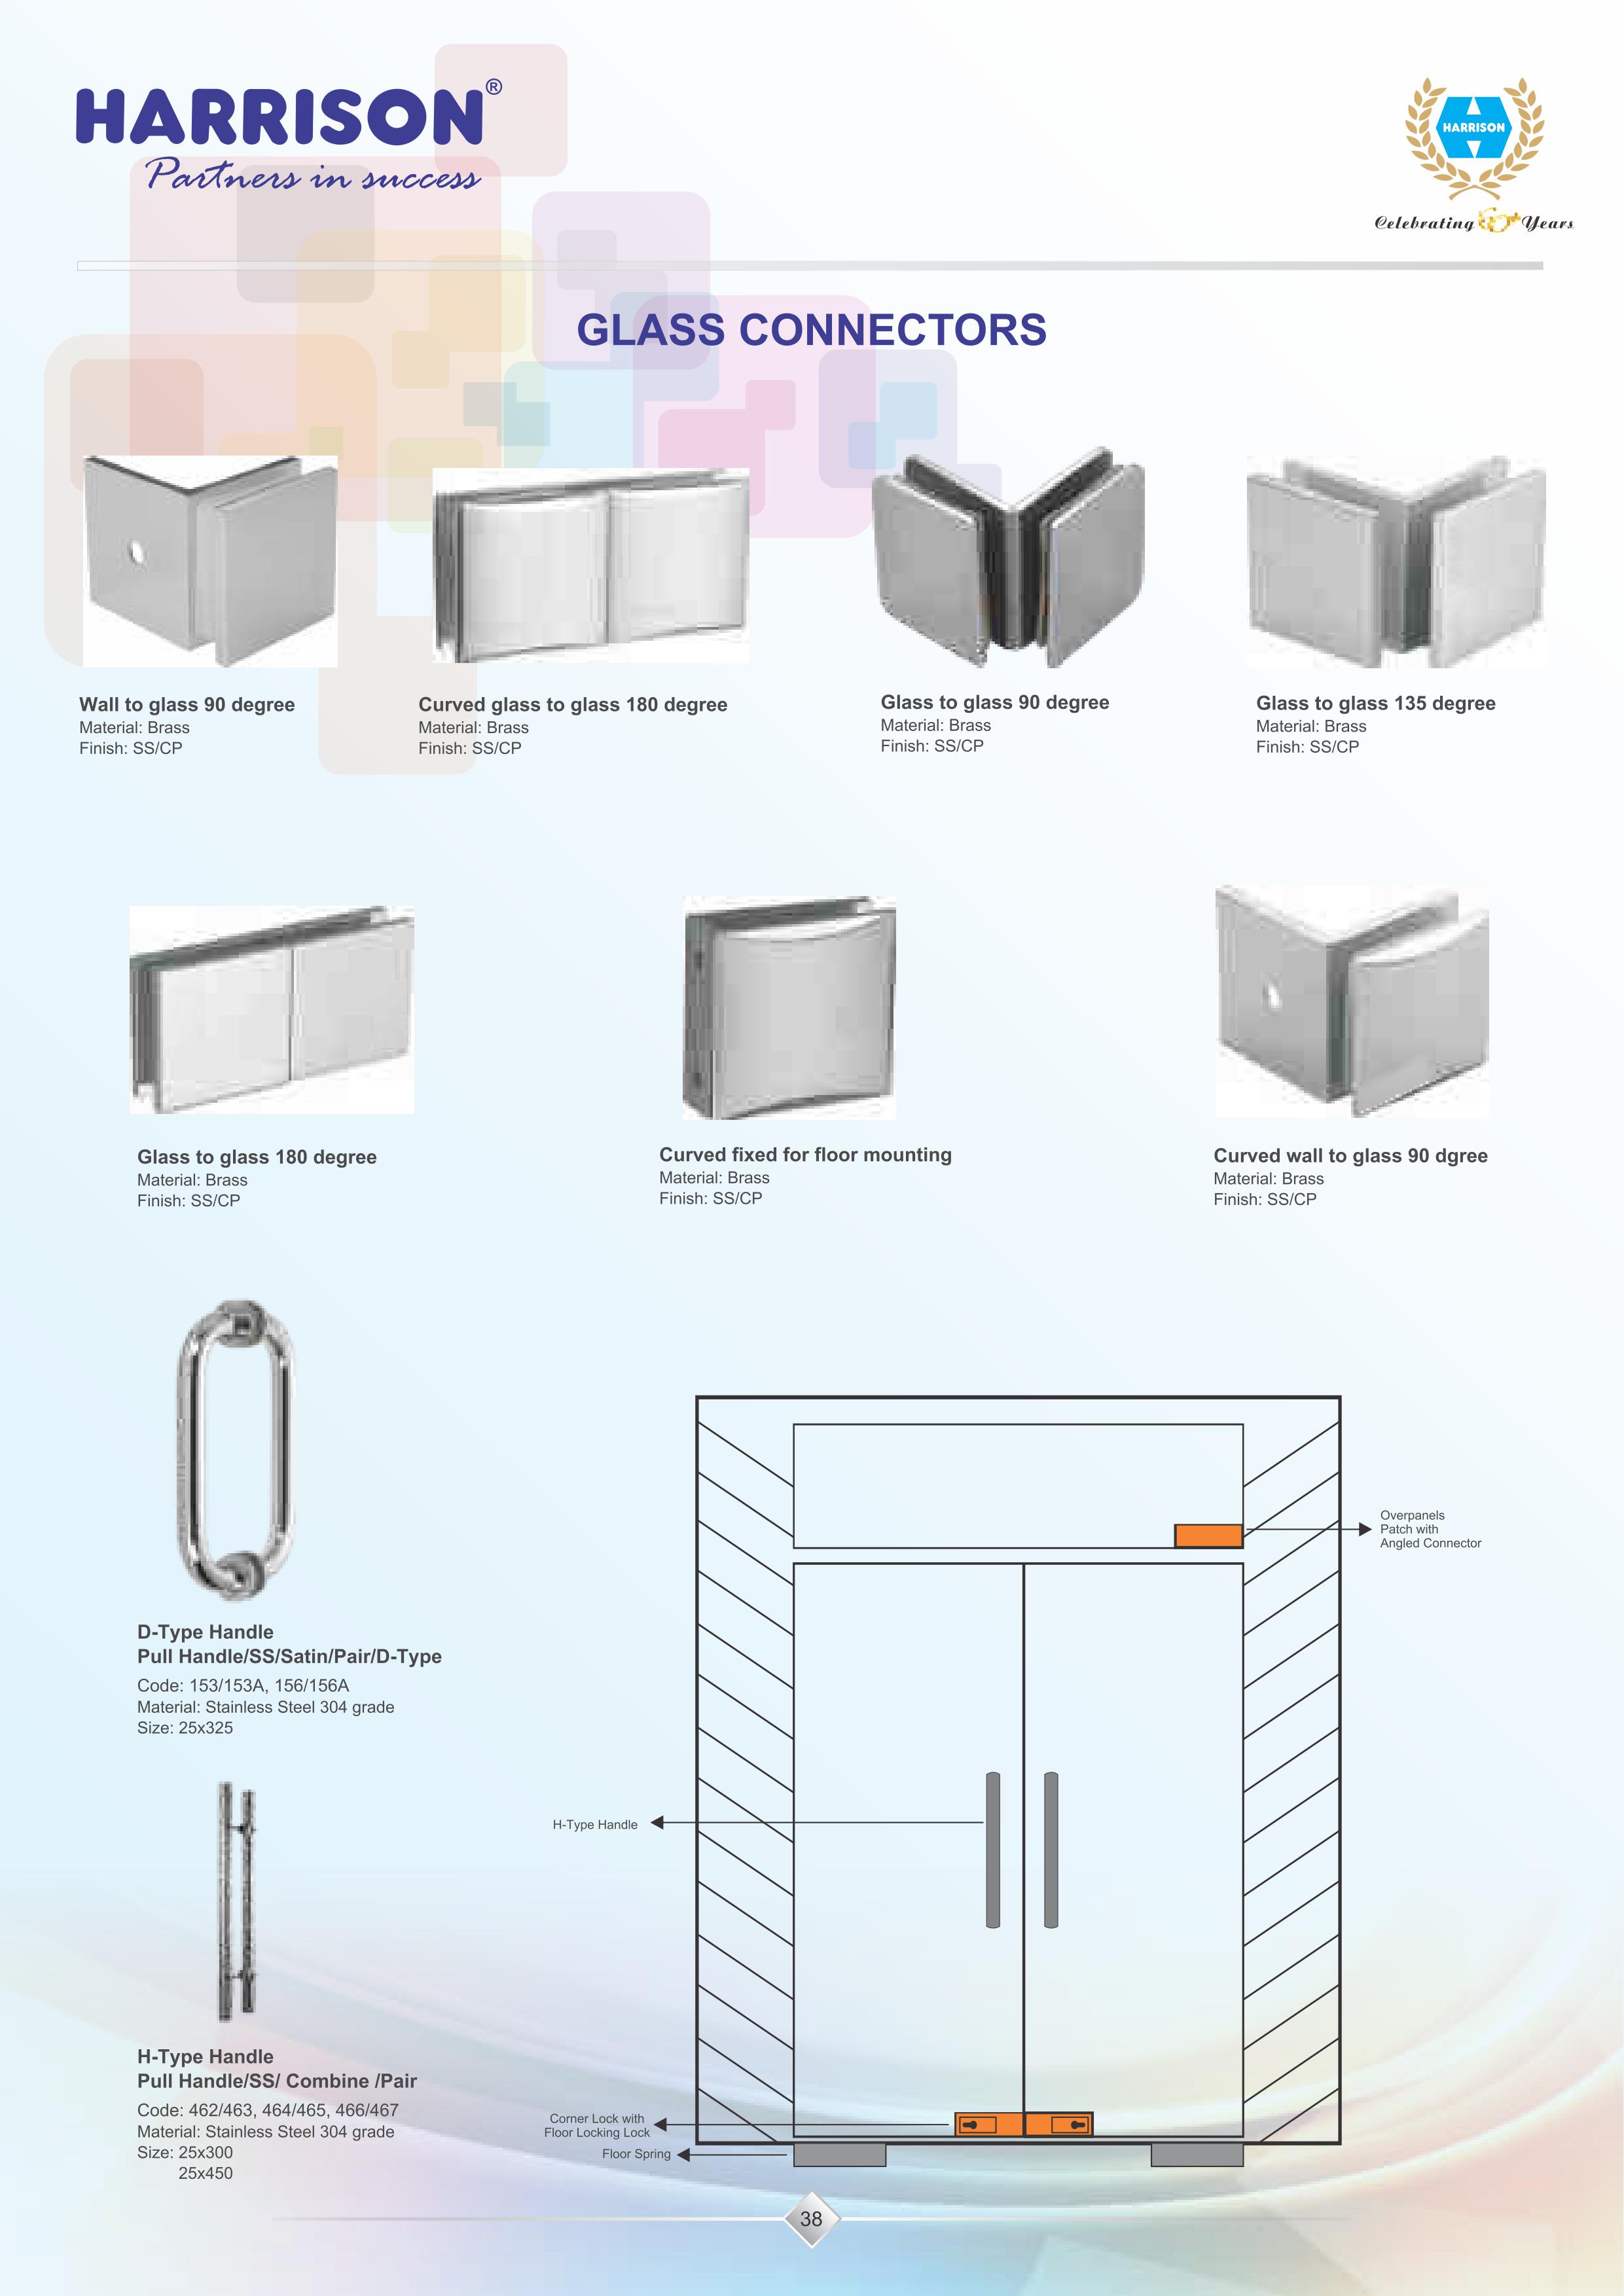 HARRISON®
Partners in success
HARRISON
Celebrating
Years
GLASS CONNECTORS
Wall to glass 90 degree
Material: Brass
Finish: SS/CP
Curved glass to glass 180 degree
Material: Brass
Finish: SS/CP
Glass to glass 90 degree
Material: Brass
Finish: SS/CP
Glass to glass 135 degree
Material: Brass
Finish: SS/CP
Glass to glass 180 degree
Material: Brass
Finish: SS/CP
Curved fixed for floor mounting
Material: Brass
Finish: SS/CP
Curved wall to glass 90 dgree
Material: Brass
Finish: SS/CP
D-Type Handle
Pull Handle/SS/Satin/Pair/D-Type
Code: 153/153A, 156/156A
Material: Stainless Steel 304 grade
Size: 25x325
H-Type Handle
Pull Handle/SS/ Combine /Pair
Code: 462/463, 464/465, 466/467
Material: Stainless Steel 304 grade
Size: 25x300
25x450
Overpanels
Patch with
Angled Connector
H-Type Handle
Corner Lock with
Floor Locking Lock
Floor Spring
38